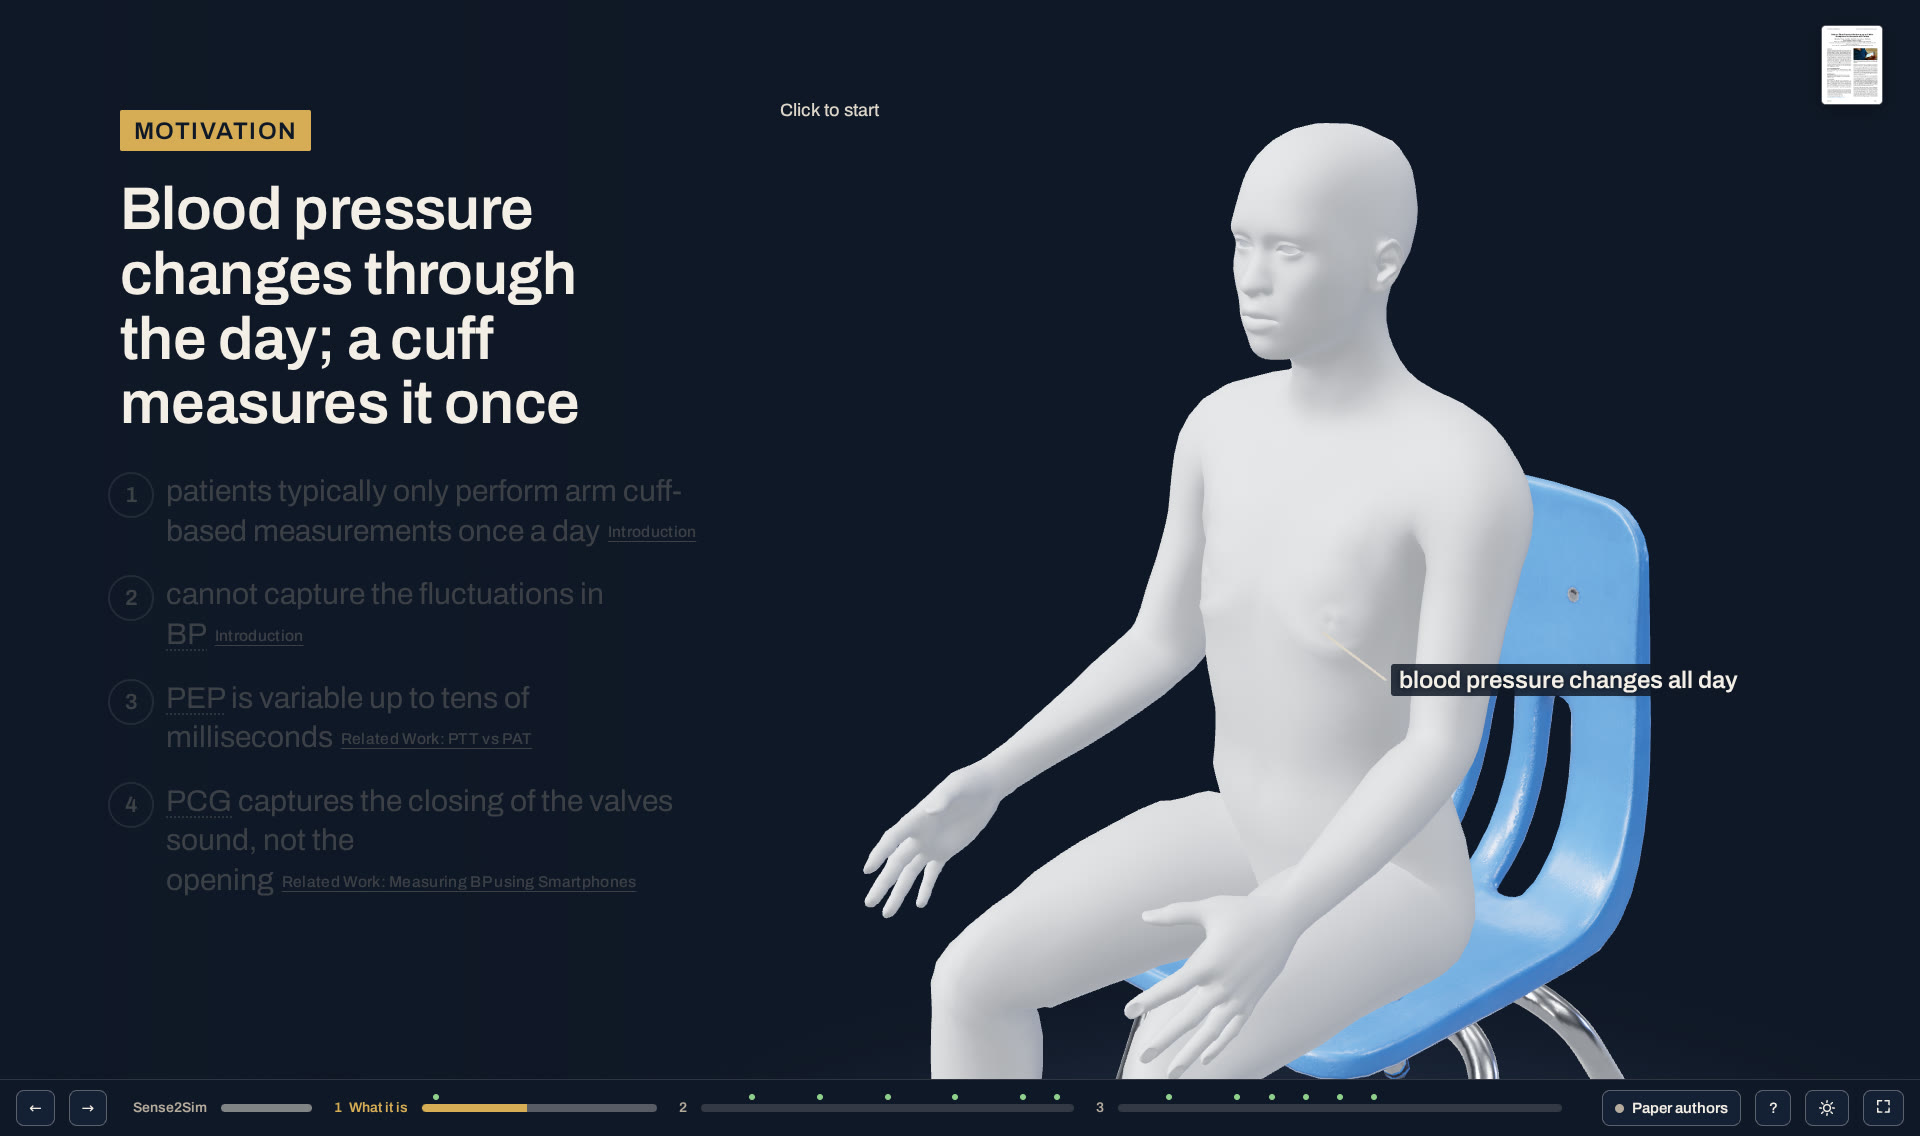 Click to start
MOTIVATION
Blood pressure
changes through
the day; a cuff
measures it once
1 patients typically only perform arm cuff-
based measurements once a day Introduction
2 cannot capture the fluctuations in
BP Introduction
3 PEP is variable up to tens of
milliseconds Related Work: PTT vs PAT
4 PCG captures the closing of the valves
sound, not the
opening Related Work: Measuring BP using Smartphones
blood pressure changes all day
← → Sense2Sim 1 What it is 2 3 Paper authors ?